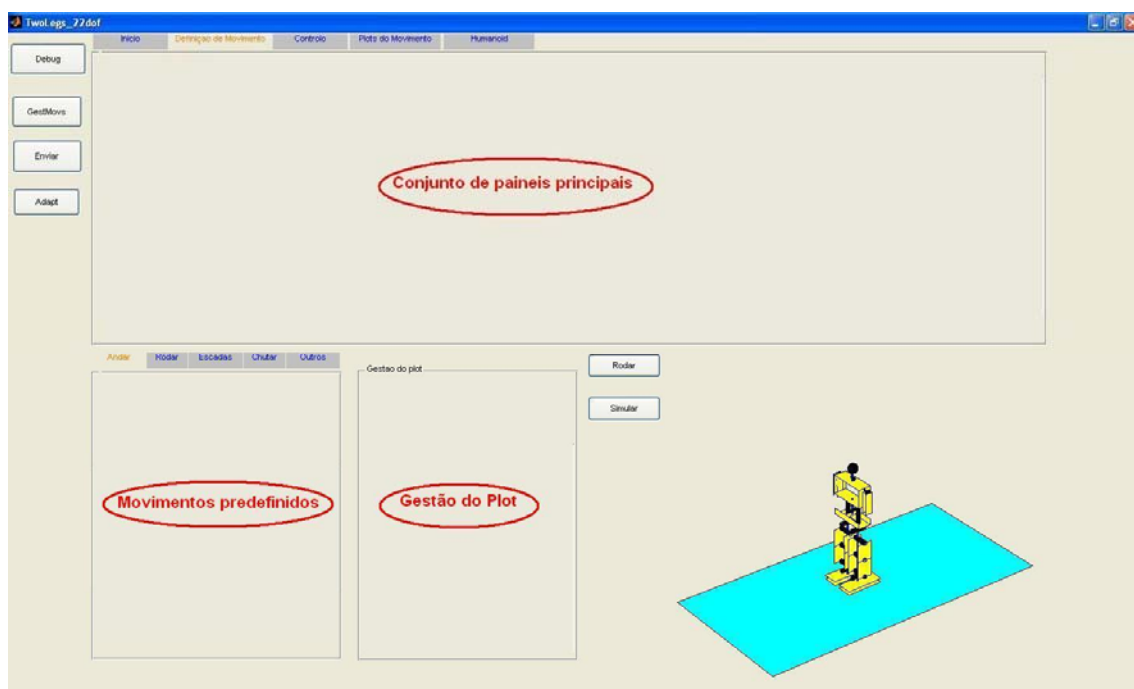 TwoLegs_22dof
Inicio Definiçao de Movimento Controlo Plots do Movimento Humanoid
Debug
GestMovs
Enviar
Adapt
Conjunto de paineis principais
Andar Rodar Escadas Chutar Outros
Gestao do plot
Rodar
Simular
Movimentos predefinidos
Gestão do Plot